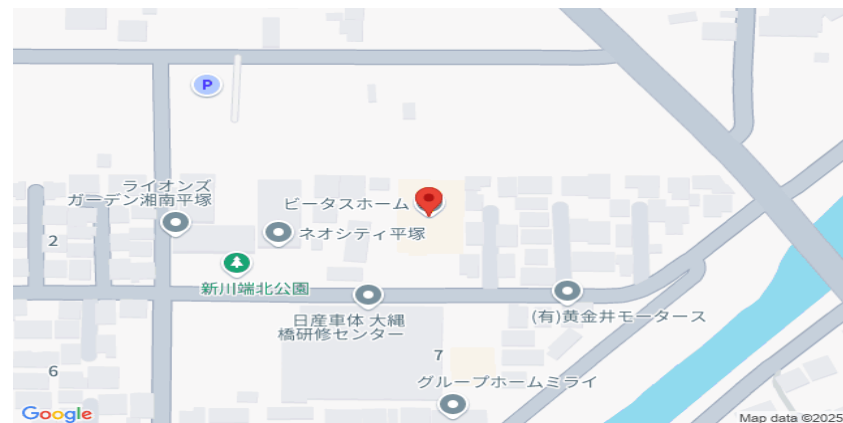 P
ライオンズ
ガーデン湘南平塚
ビータスホーム
2
ネオシティ平塚
新川端北公園
日産車体 大縄
橋研修センター
(有)黄金井モータース
7
6
グループホームミライ
Google
Map data ©2025